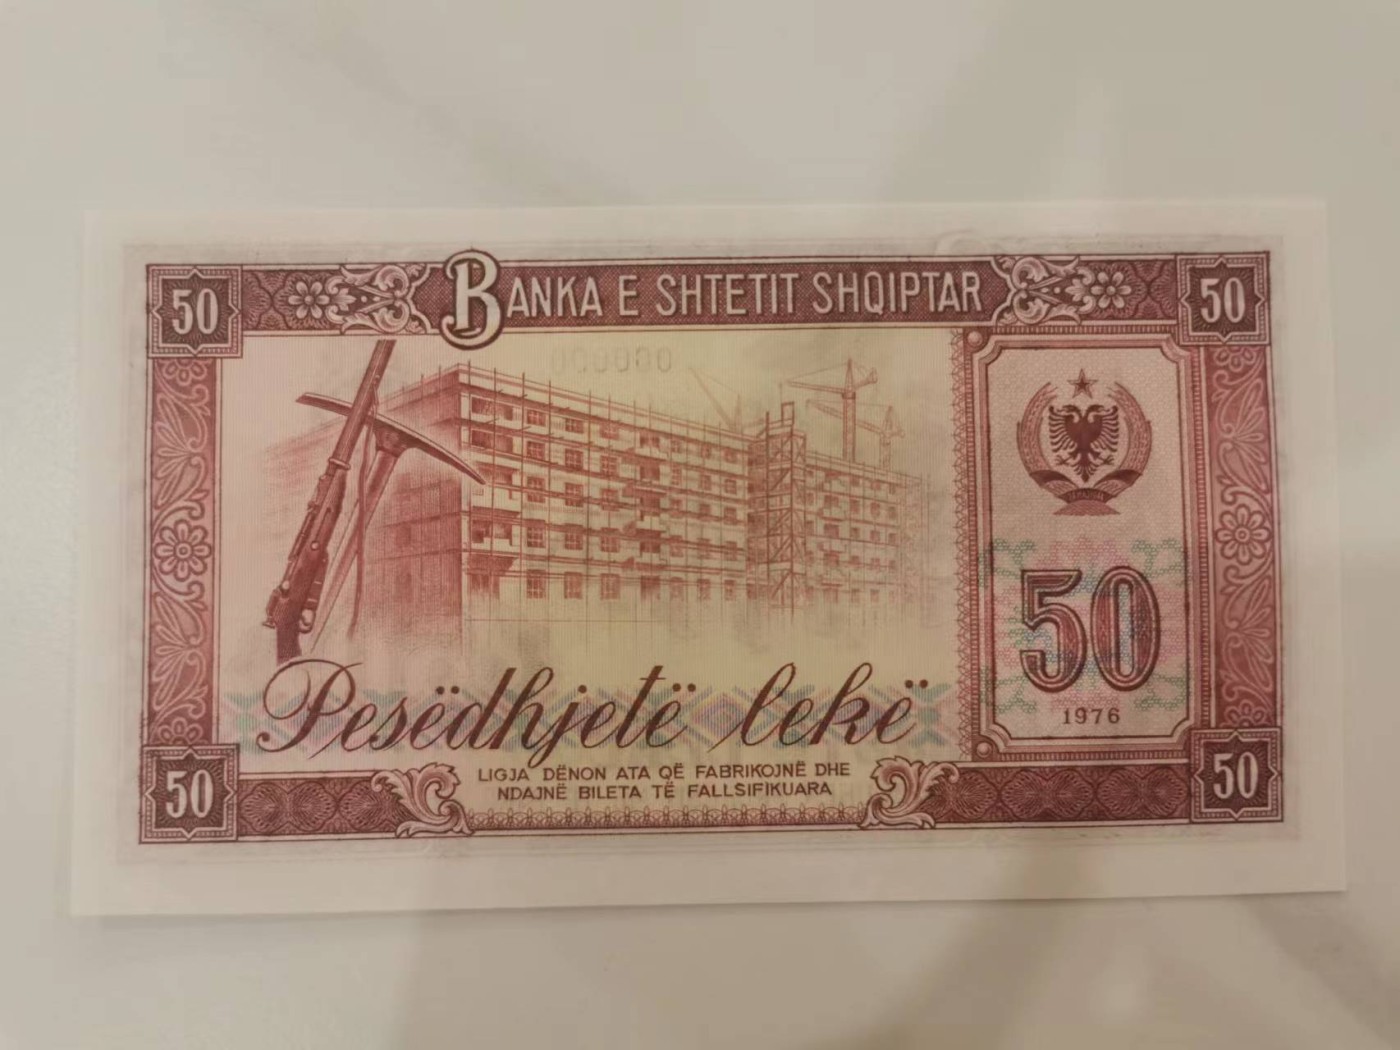 50 BANKA E SHTETIT SHQIPTAR 50
000000
50
1976
Pesëdhjetë lekë
50 LIGJA DËNON ATA QË FABRIKOJNË DHE 50
NDAJNË BILETA TË FALLSIFIKUARA